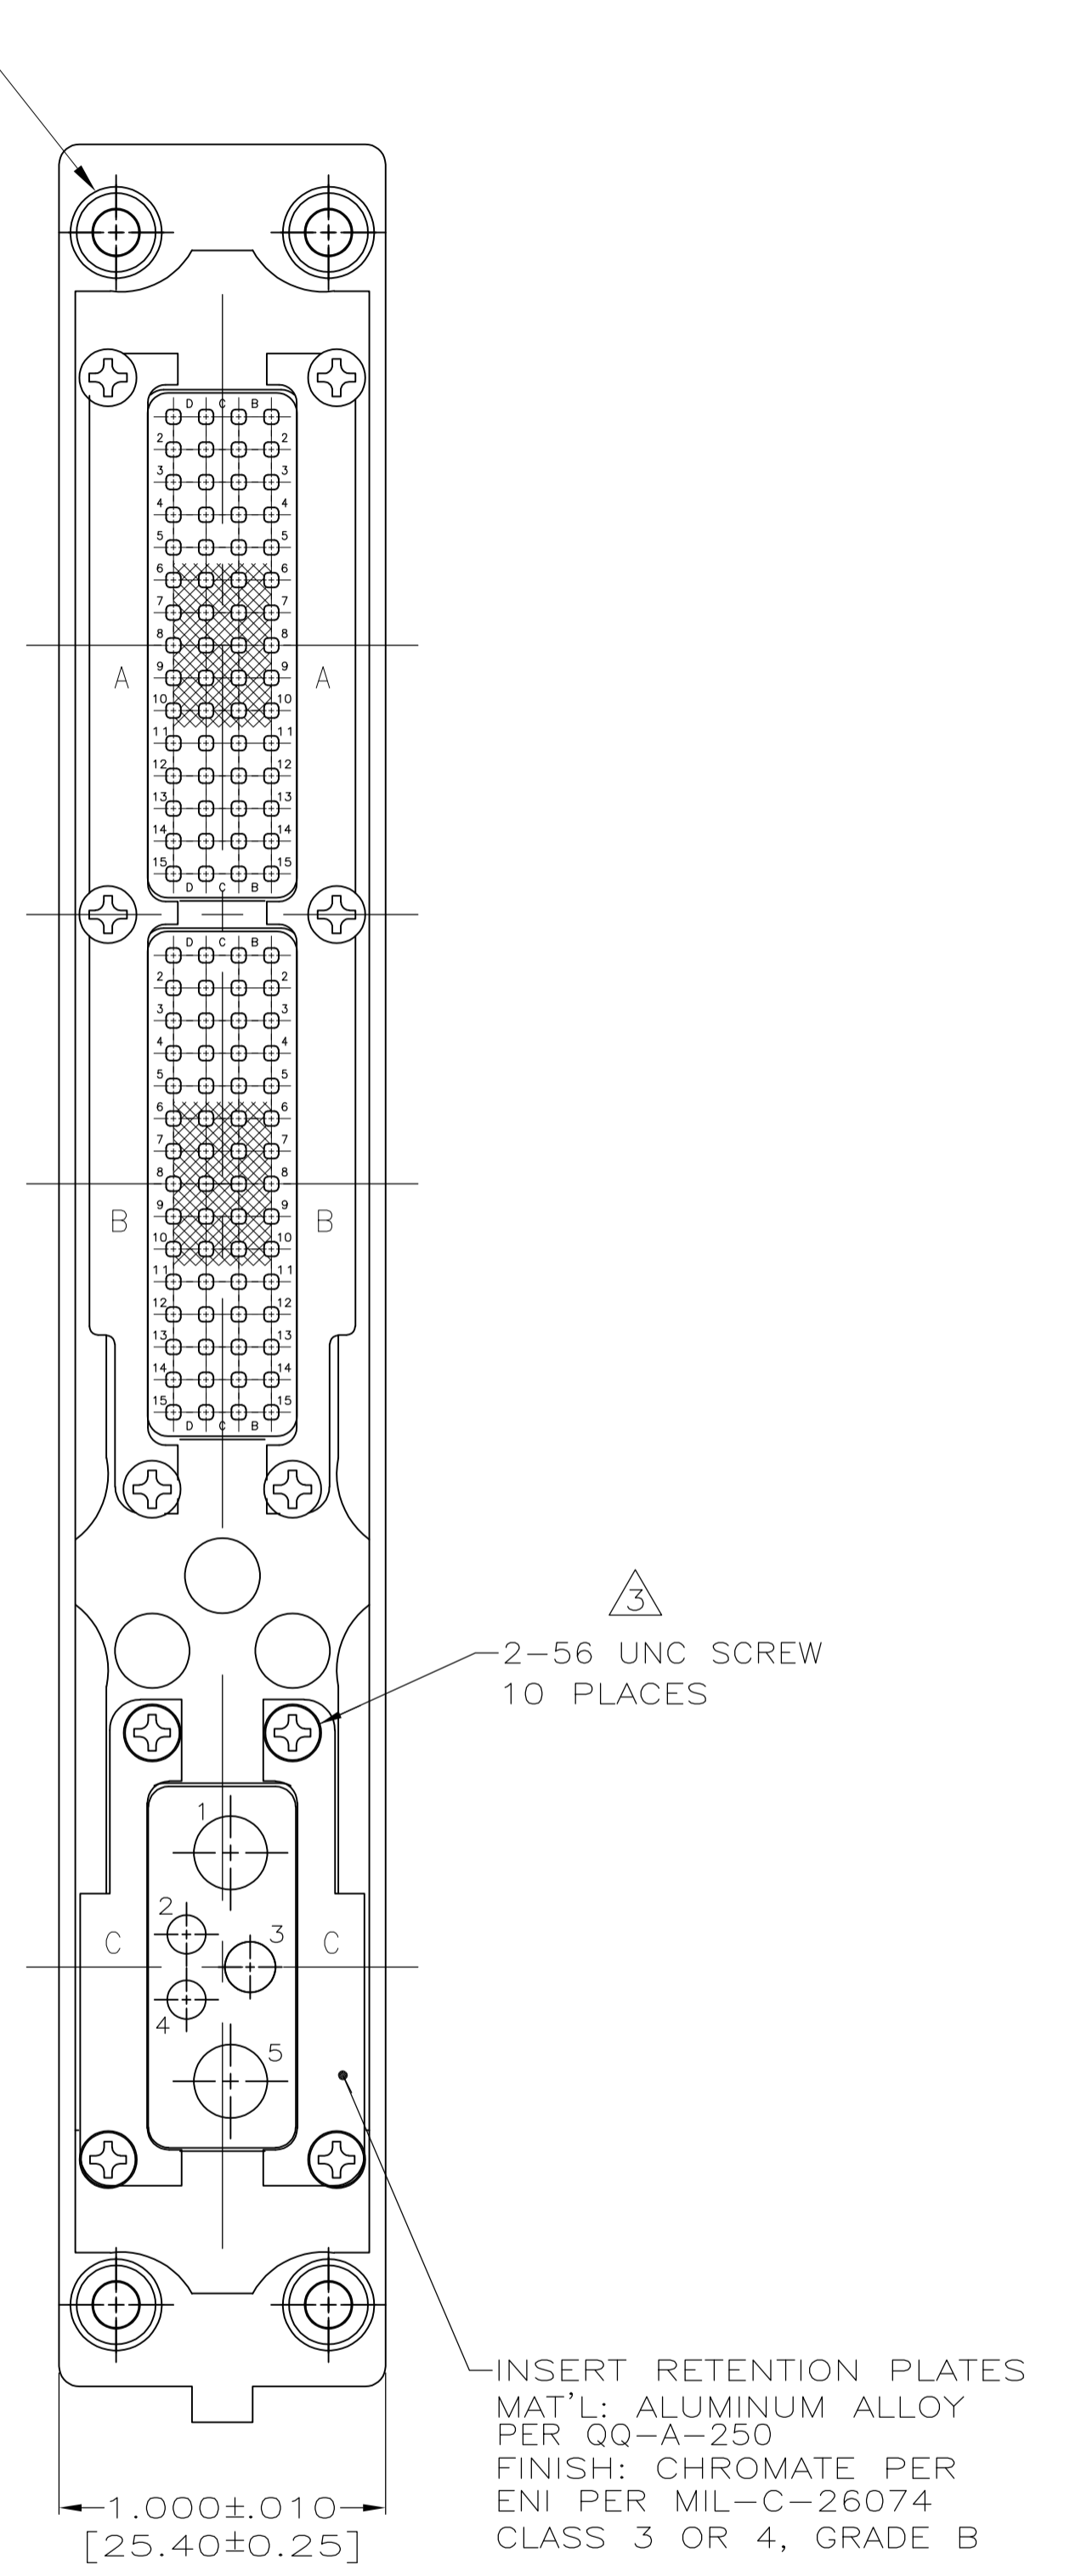 D C B
2 2
3 3
4 4
5 5
6 6
7 7
8 8
A A
9 9
10 10
11 11
12 12
13 13
14 14
15 15
D C B
D C B
2 2
3 3
4 4
5 5
6 6
7 7
8 8
9 9
B B
10 10
11 11
12 12
13 13
14 14
15 15
D C B
3
2-56 UNC SCREW
10 PLACES
1
2
3
C C
4
5
INSERT RETENTION PLATES
MAT'L: ALUMINUM ALLOY
PER QQ-A-250
FINISH: CHROMATE PER
ENI PER MIL-C-26074
CLASS 3 OR 4, GRADE B
1.000±.010
[25.40±0.25]